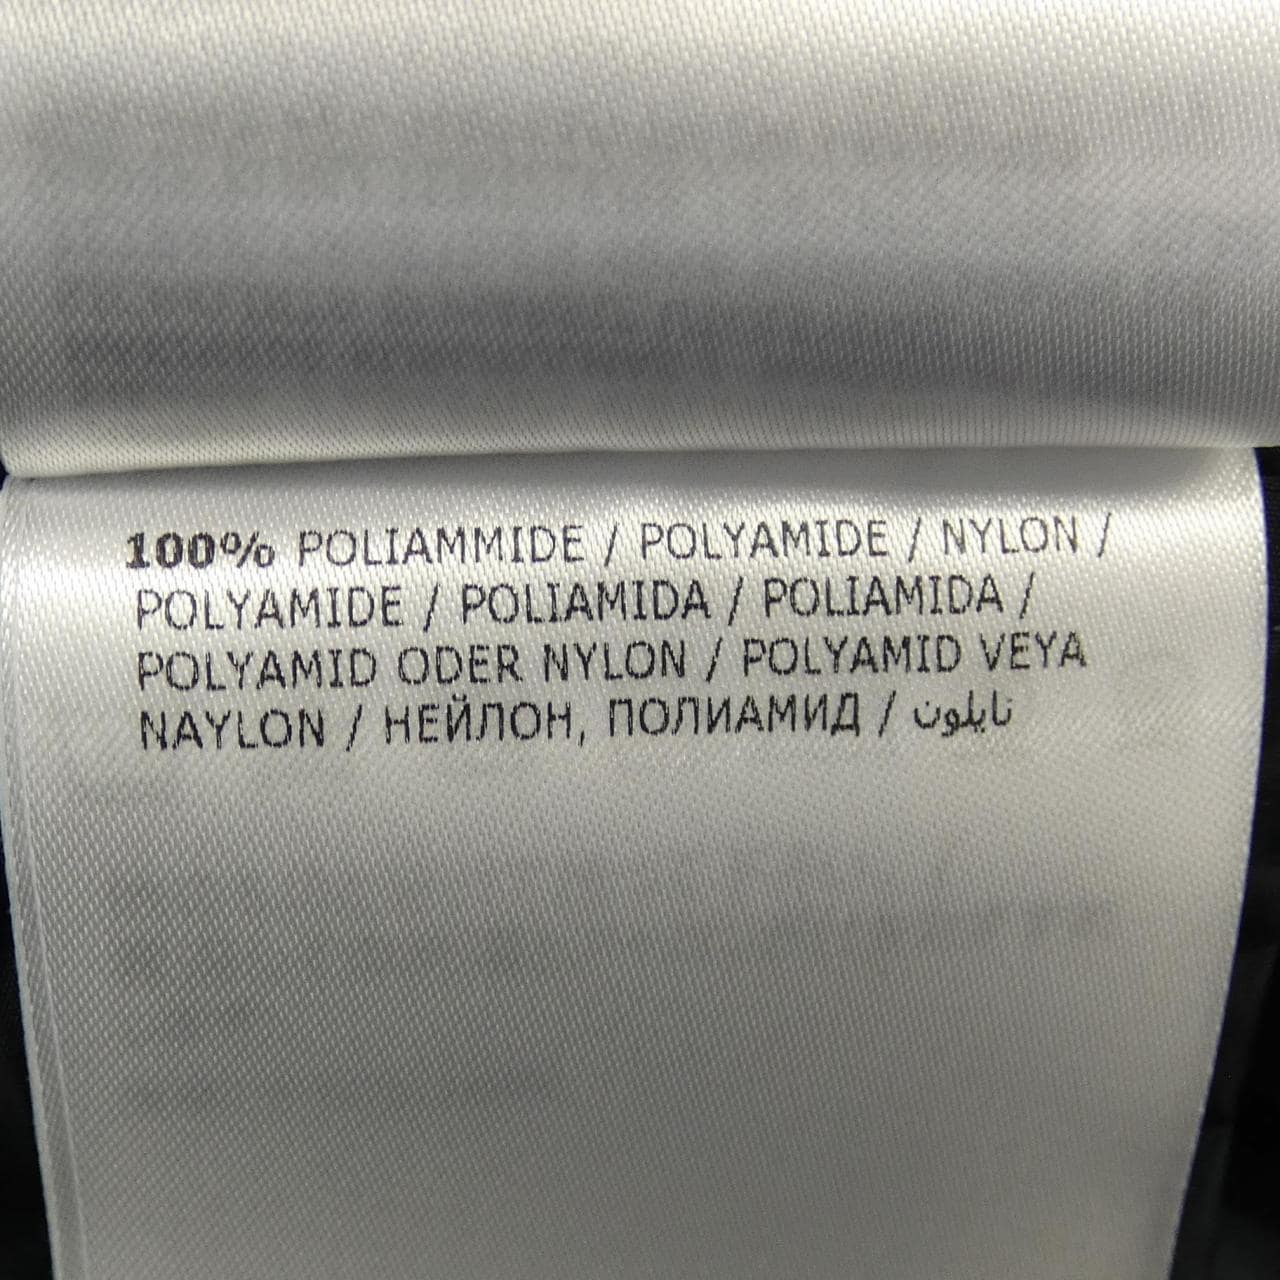 100% POLIAMMIDE / POLYAMIDE / NYLON /
POLYAMIDE / POLIAMIDA / POLIAMIDA /
POLYAMID ODER NYLON / POLYAMID VEYA
NAYLON / НЕЙЛОН, ПОЛИАМИД / نايلون